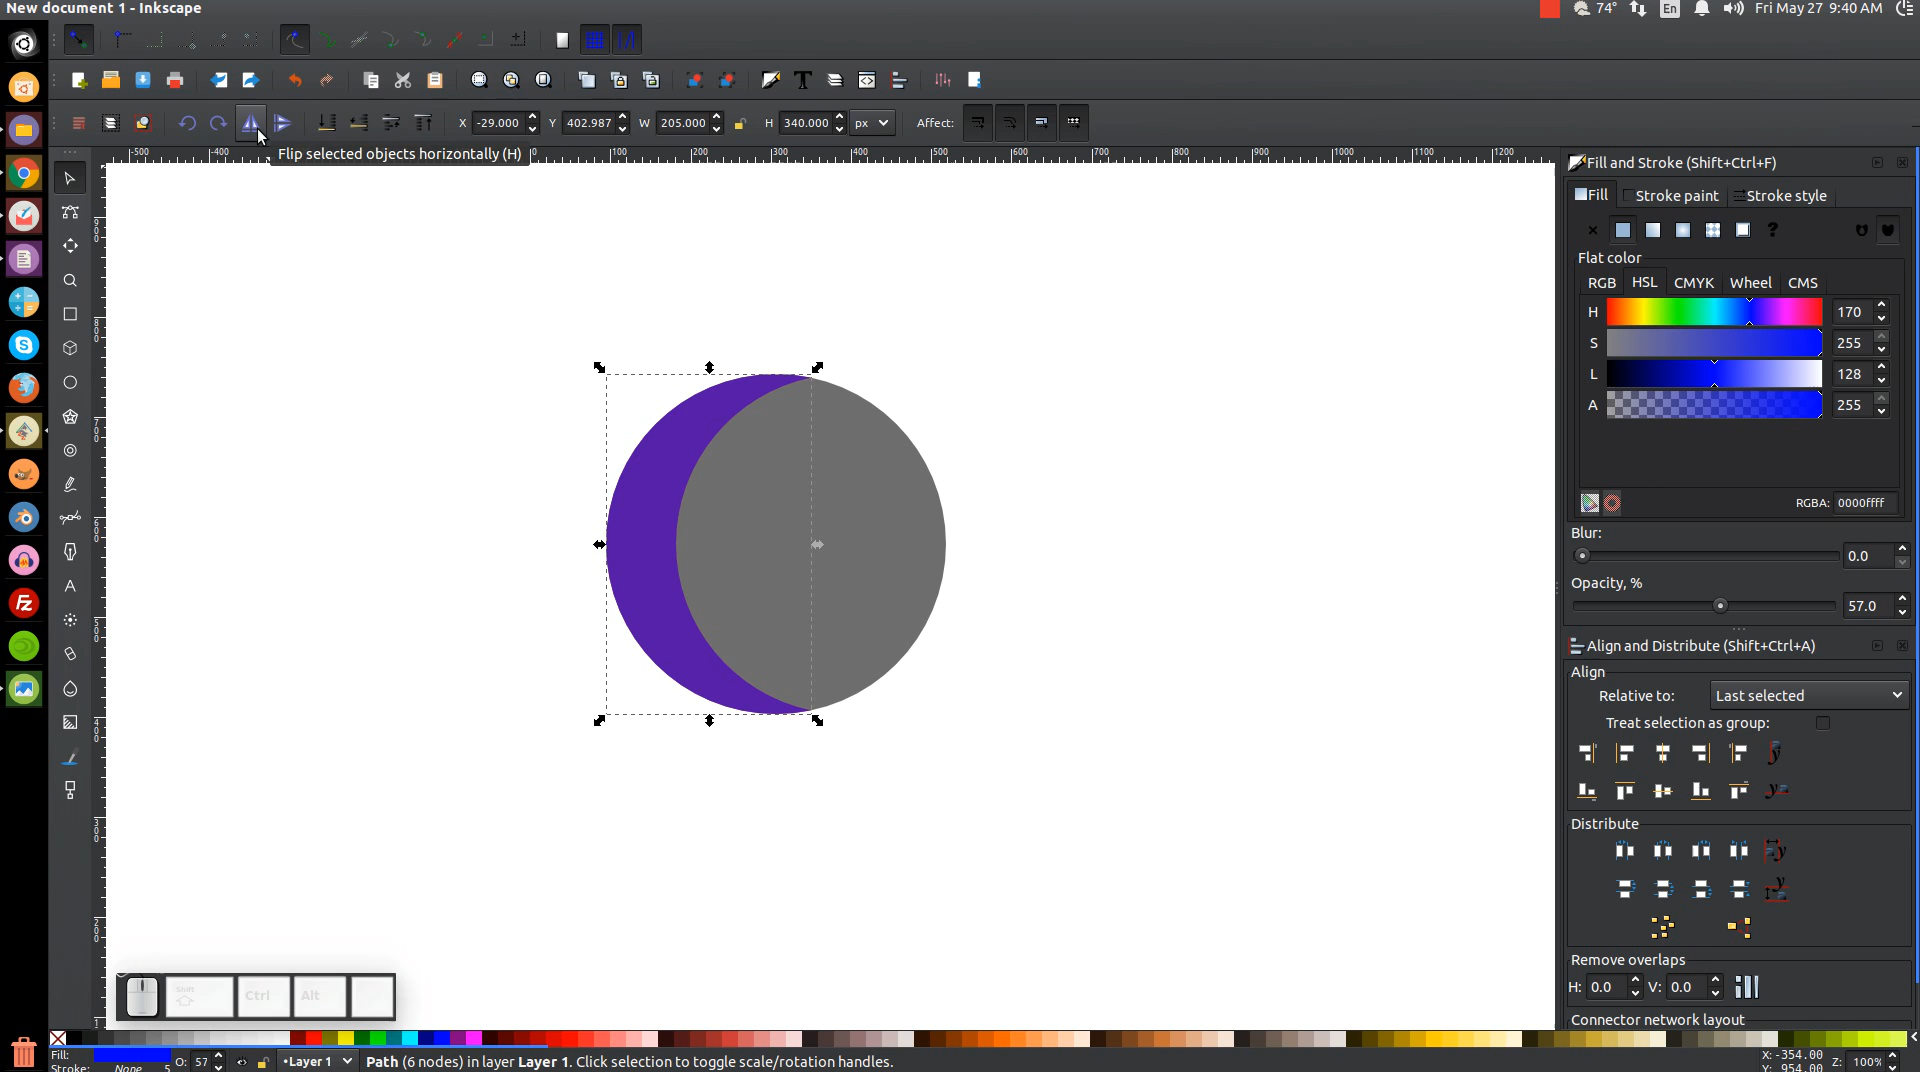 New document 1 - Inkscape
74° En Fri May 27 9:40 AM
X -29.000 Y 402.987 W 205.000 H 340.000 px Affect:
Flip selected objects horizontally (H)
-500 -400 0 100 200 300 400 500 600 700 800 900 1000 1100 1200
Fill and Stroke (Shift+Ctrl+F)
Fill Stroke paint Stroke style
Flat color
RGB HSL CMYK Wheel CMS
H 170
S 255
L 128
A 255
RGBA: 0000ffff
Blur:
0.0
Opacity, %
57.0
Align and Distribute (Shift+Ctrl+A)
Align
Relative to: Last selected
Treat selection as group:
Distribute
Remove overlaps
H: 0.0 V: 0.0
Connector network layout
Shift Ctrl Alt
Fill: O: 57 Layer 1 Path (6 nodes) in layer Layer 1. Click selection to toggle scale/rotation handles. X: -354.00 Z: 100%
Stroke: None 5 Y: 954.00